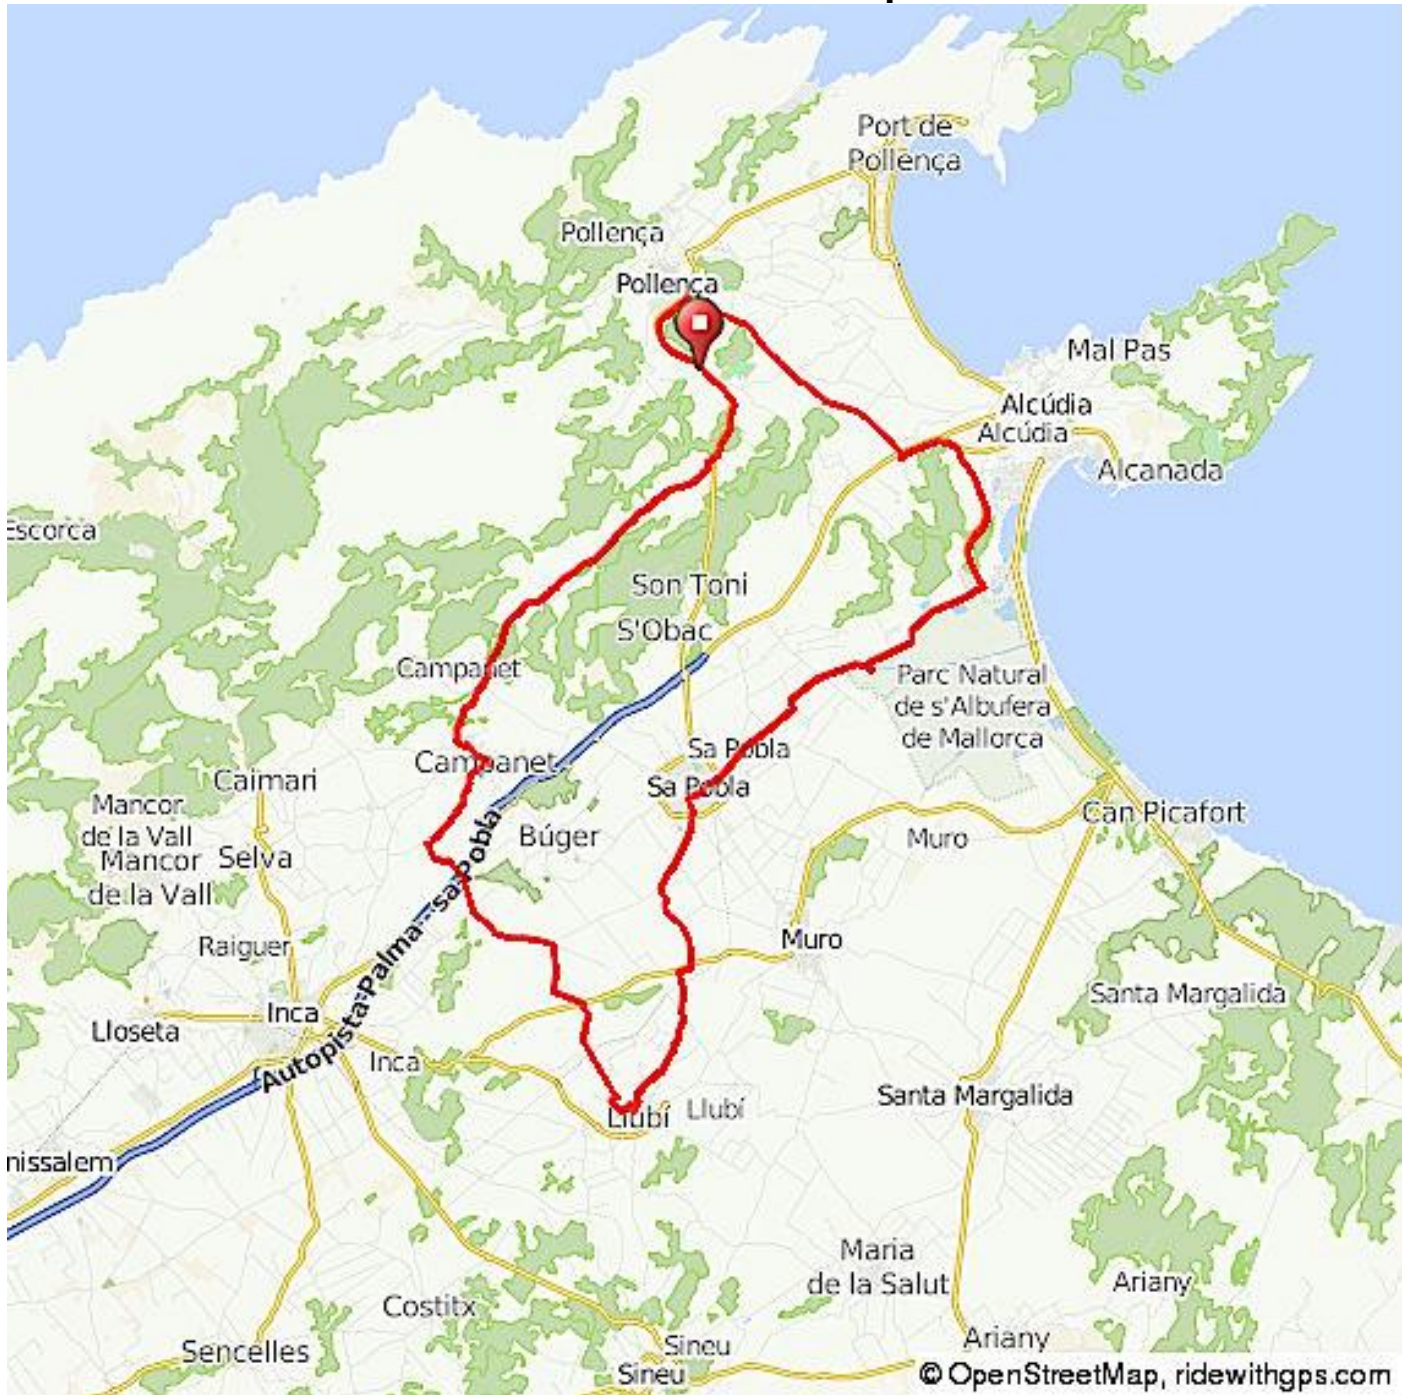 Port de
Pollença
Pollença
Pollença
Mal Pas
Alcúdia
Alcúdia
Alcanada
Escorca
Son Toni
S'Obac
Campanet
Parc Natural
de s'Albufera
de Mallorca
Sa Pobla
Campanet
Caimari
Sa Pobla
Mancor
de la Vall
Can Picafort
Búger
Muro
Mancor
de la Vall
Selva
Autopista Palma - sa Pobla
Raiguer
Muro
Santa Margalida
Inca
Lloseta
Inca
Santa Margalida
Llubí
Llubí
nissalem
Maria
de la Salut
Ariany
Costitx
Sencelles
Sineu
Ariany
Sineu
© OpenStreetMap, ridewithgps.com